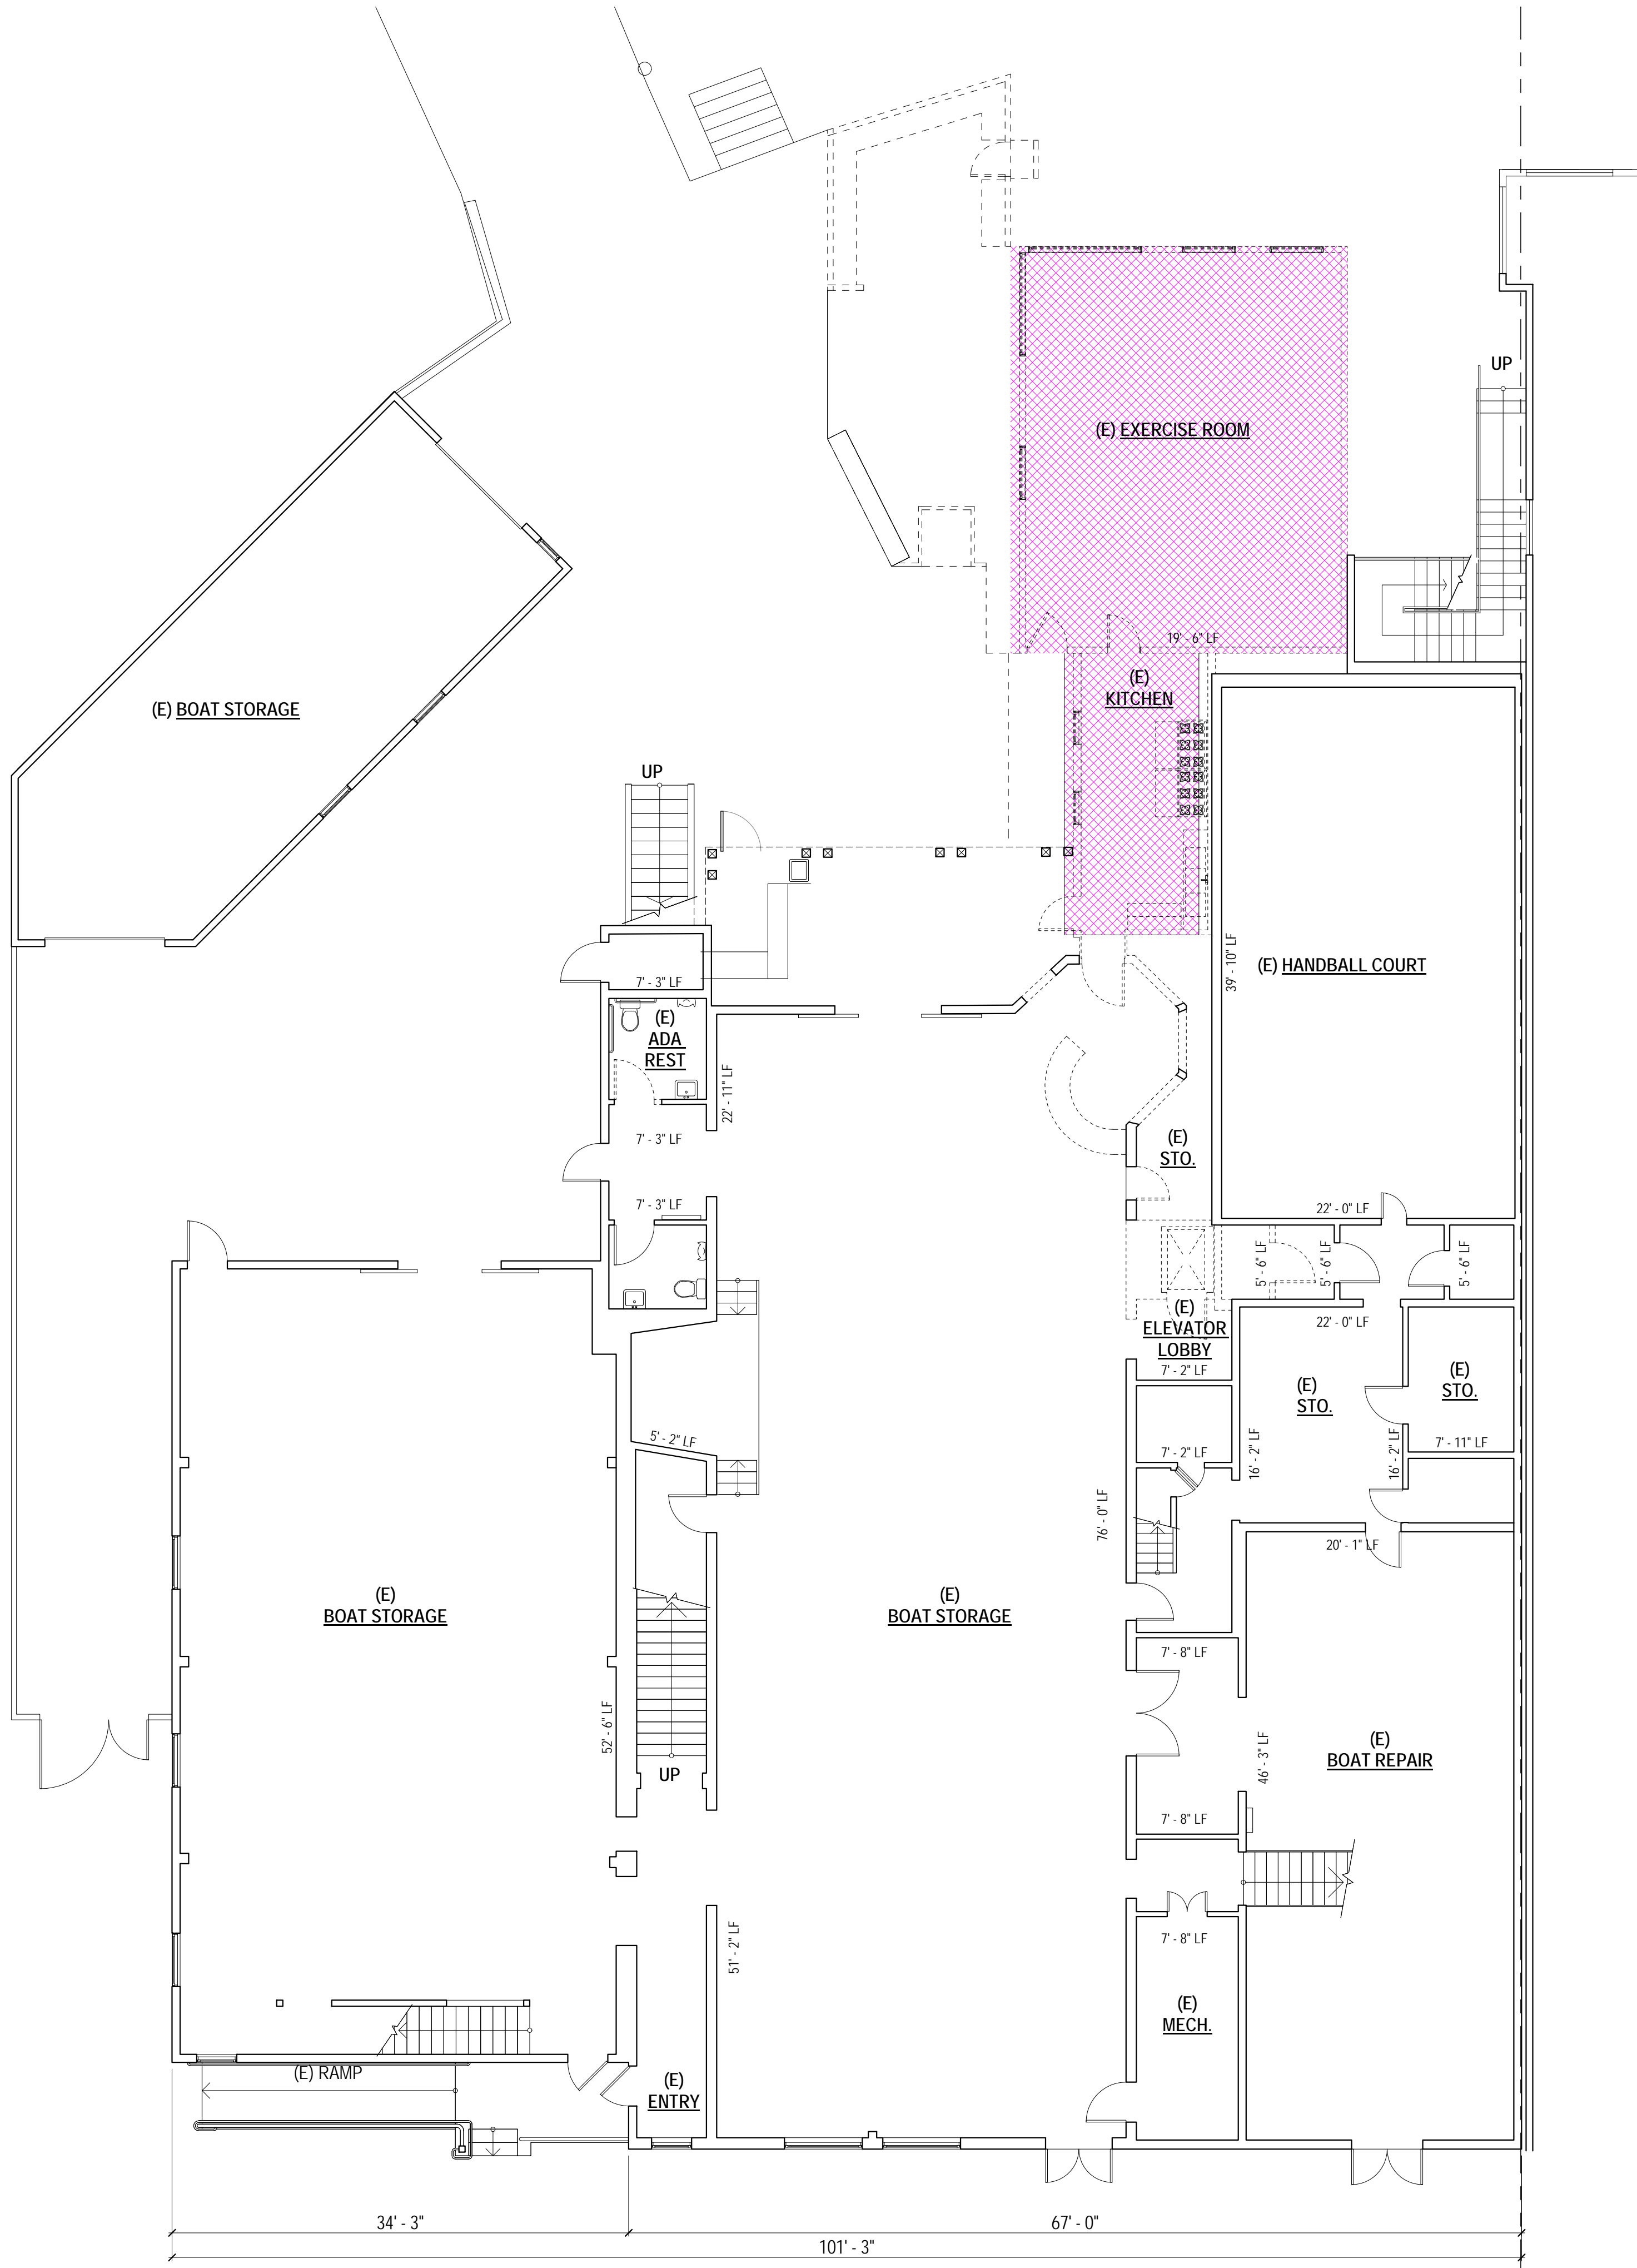 UP
(E) EXERCISE ROOM
19' - 6" LF
(E)
KITCHEN
(E) BOAT STORAGE
UP
39' - 10" LF
(E) HANDBALL COURT
7' - 3" LF
(E)
ADA
REST
22' - 11" LF
7' - 3" LF
(E)
STO.
7' - 3" LF
22' - 0" LF
5' - 6" LF
5' - 6" LF
5' - 6" LF
(E)
ELEVATOR
LOBBY
7' - 2" LF
22' - 0" LF
(E)
STO.
(E)
STO.
5' - 2" LF
7' - 2" LF
16' - 2" LF
16' - 2" LF
7' - 11" LF
76' - 0" LF
20' - 1" LF
(E)
BOAT STORAGE
(E)
BOAT STORAGE
7' - 8" LF
52' - 6" LF
UP
46' - 3" LF
(E)
BOAT REPAIR
7' - 8" LF
51' - 2" LF
7' - 8" LF
(E)
MECH.
(E) RAMP
(E)
ENTRY
34' - 3"
67' - 0"
101' - 3"